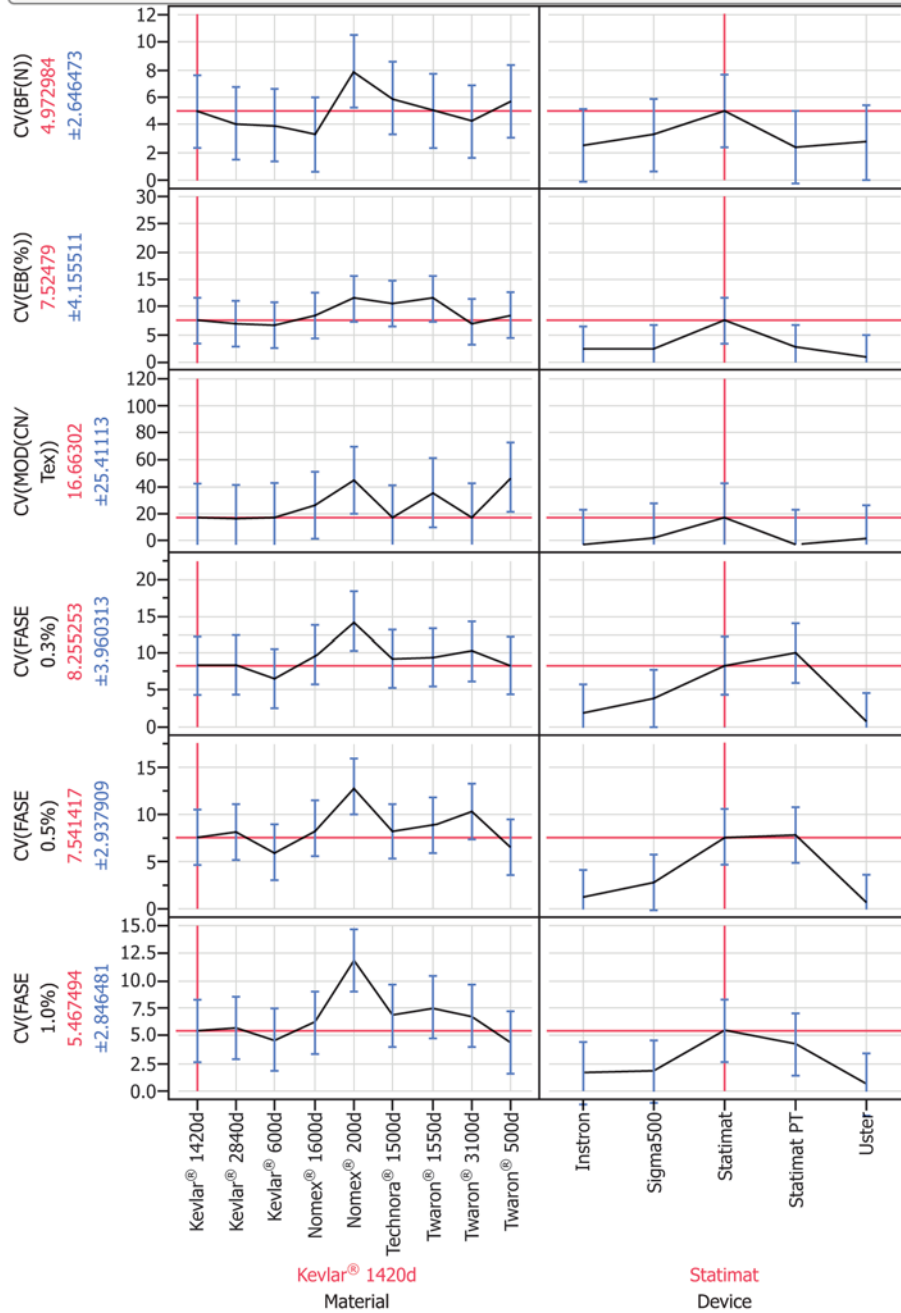 CV(BF(N))
4.972984
±2.646473
12
10
8
6
4
2
0
CV(EB(%))
7.52479
±4.155511
30
25
20
15
10
5
0
CV(MOD(CN/
Tex))
16.66302
±25.41113
120
100
80
60
40
20
0
CV(FASE
0.3%)
8.255253
±3.960313
20
15
10
5
0
CV(FASE
0.5%)
7.541417
±2.937909
15
10
5
0
CV(FASE
1.0%)
5.467494
±2.846481
15.0
12.5
10.0
7.5
5.0
2.5
0.0
Kevlar® 1420d
Kevlar® 2840d
Kevlar® 600d
Nomex® 1600d
Nomex® 200d
Technora® 1500d
Twaron® 1550d
Twaron® 3100d
Twaron® 500d
Instron
Sigma500
Statimat
Statimat PT
Uster
Kevlar® 1420d
Material
Statimat
Device